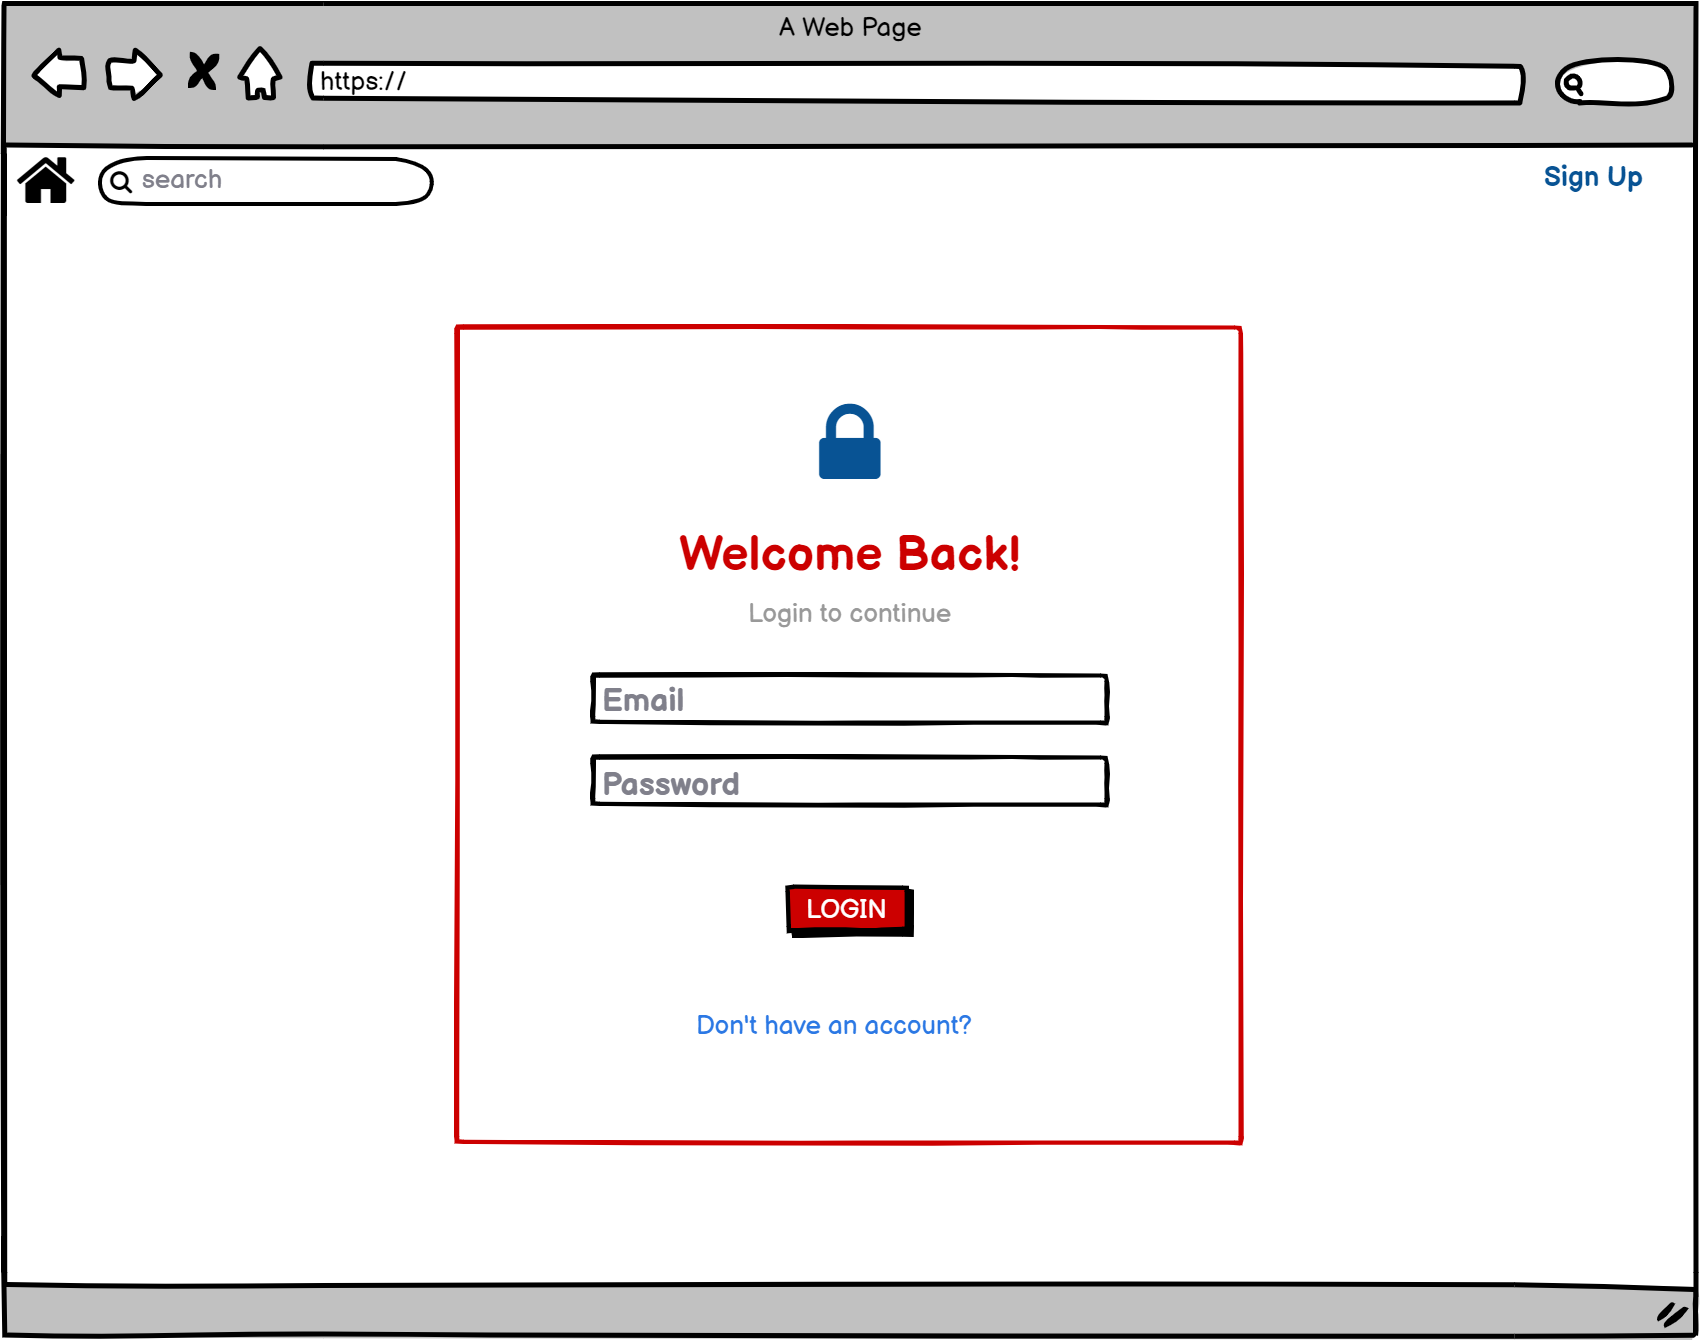 A Web Page
https://
search
Sign Up
Welcome Back!
Login to continue
Email
Password
LOGIN
Don't have an account?